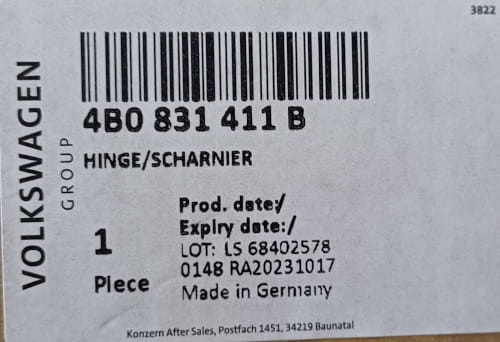 3822
VOLKSWAGEN
GROUP
4B0 831 411 B
HINGE/SCHARNIER
Prod. date:/
Expiry date:/
1
LOT: LS 68402578
0148 RA20231017
Piece
Made in Germany
Konzern After Sales, Postfach 1451, 34219 Baunatal